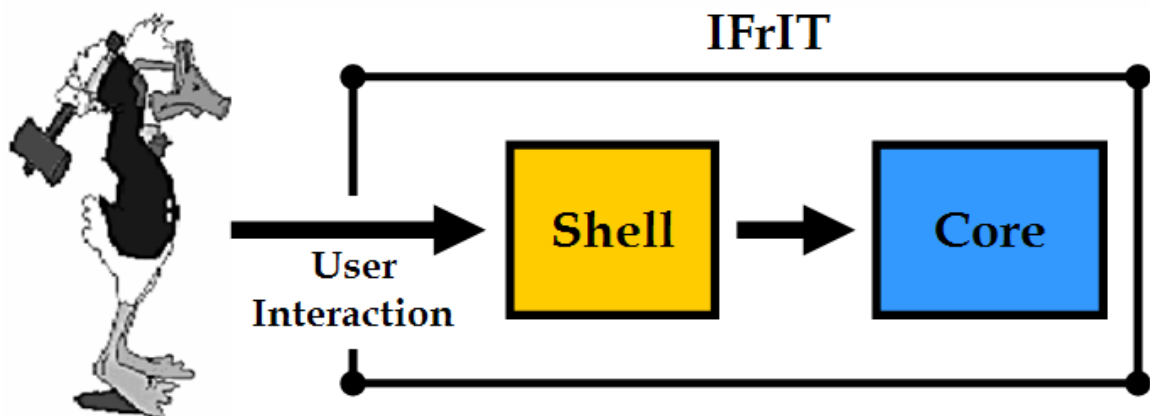 IFrIT
Shell
Core
User
Interaction